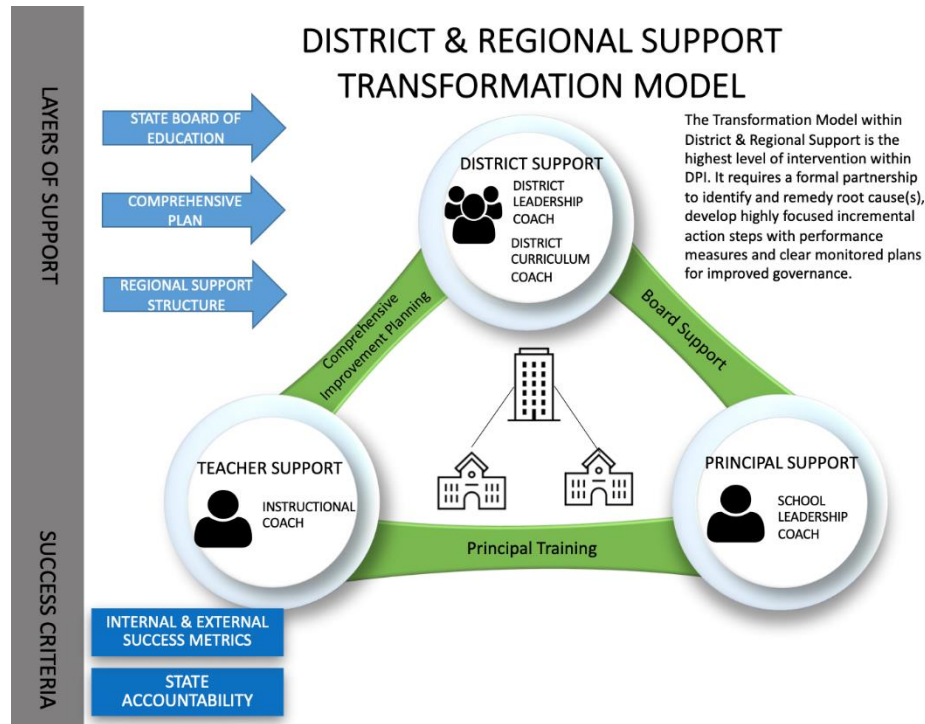 DISTRICT & REGIONAL SUPPORT
TRANSFORMATION MODEL
LAYERS OF SUPPORT
STATE BOARD OF
EDUCATION
COMPREHENSIVE
PLAN
REGIONAL SUPPORT
STRUCTURE
The Transformation Model within
District & Regional Support is the
highest level of intervention within
DPI. It requires a formal partnership
to identify and remedy root cause(s),
develop highly focused incremental
action steps with performance
measures and clear monitored plans
for improved governance.
DISTRICT SUPPORT
DISTRICT
LEADERSHIP
COACH
DISTRICT
CURRICULUM
COACH
Comprehensive
Improvement Planning
Board Support
TEACHER SUPPORT
INSTRUCTIONAL
COACH
PRINCIPAL SUPPORT
SCHOOL
LEADERSHIP
COACH
Principal Training
SUCCESS CRITERIA
INTERNAL & EXTERNAL
SUCCESS METRICS
STATE
ACCOUNTABILITY